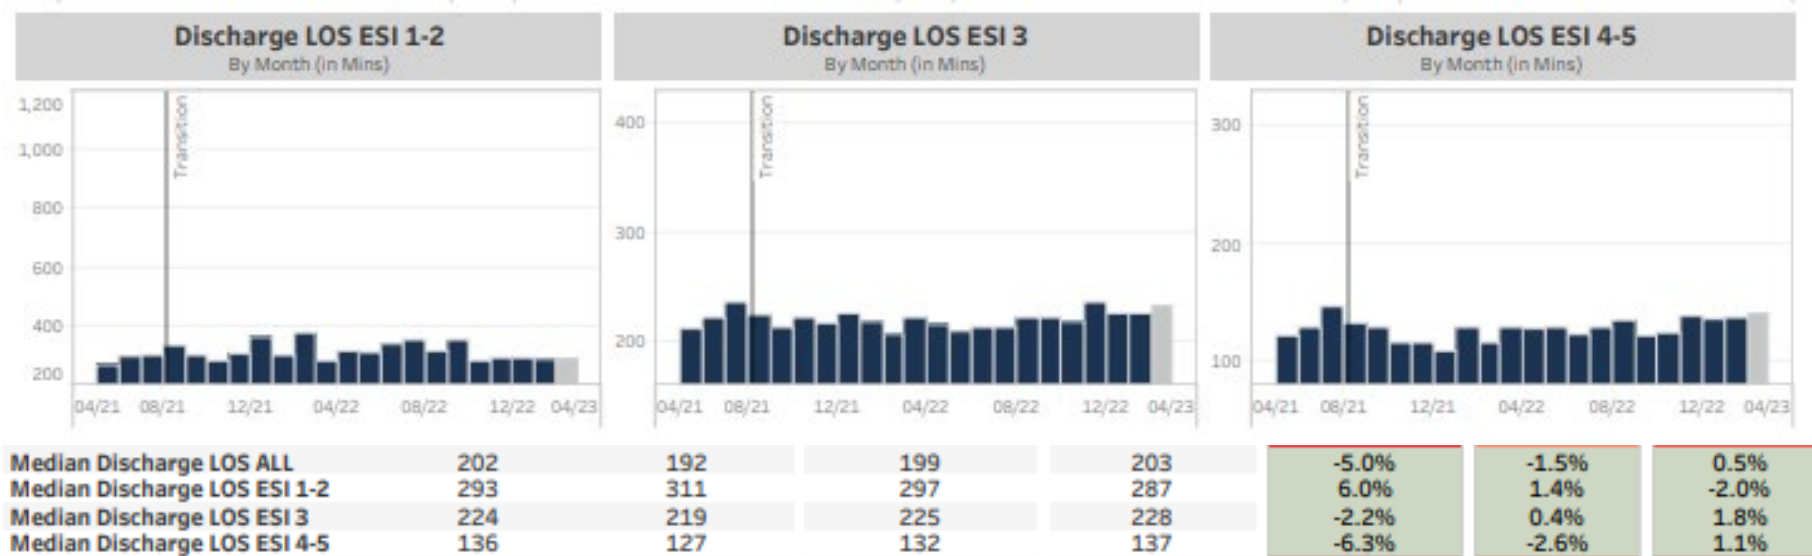 Discharge LOS ESI 1-2
By Month (in Mins)
1,200
1,000
800
600
400
200
Transition
04/21 08/21 12/21 04/22 08/22 12/22 04/23
Discharge LOS ESI 3
By Month (in Mins)
400
300
200
Transition
04/21 08/21 12/21 04/22 08/22 12/22 04/23
Discharge LOS ESI 4-5
By Month (in Mins)
300
200
100
Transition
04/21 08/21 12/21 04/22 08/22 12/22 04/23
Median Discharge LOS ALL 202 192 199 203 -5.0% -1.5% 0.5%
Median Discharge LOS ESI 1-2 293 311 297 287 6.0% 1.4% -2.0%
Median Discharge LOS ESI 3 224 219 225 228 -2.2% 0.4% 1.8%
Median Discharge LOS ESI 4-5 136 127 132 137 -6.3% -2.6% 1.1%